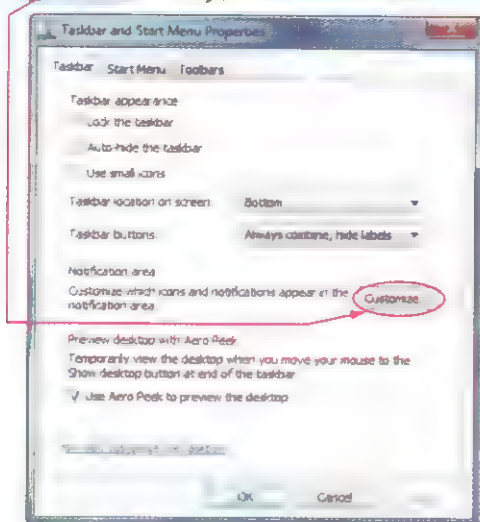 Taskbar and Start Menu Properties
Taskbar Start Menu Toolbars
Taskbar appearance
Lock the taskbar
Auto-hide the taskbar
Use small icons
Taskbar location on screen: Bottom
Taskbar buttons: Always combine, hide labels
Notification area
Customize which icons and notifications appear in the
notification area.
Customize...
Preview desktop with Aero Peek
Temporarily view the desktop when you move your mouse to the
Show desktop button at end of the taskbar
Use Aero Peek to preview the desktop
OK Cancel